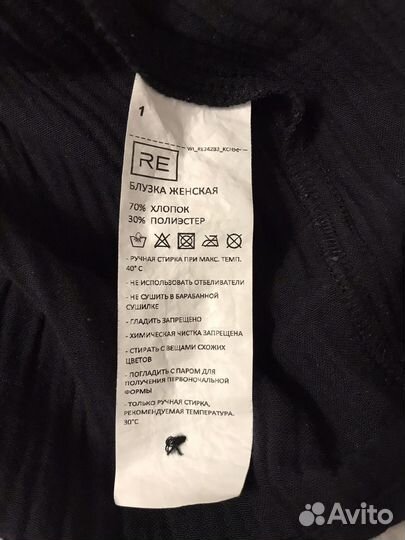 1
RE
БЛУЗКА ЖЕНСКАЯ
70% ХЛОПОК
30% ПОЛИЭСТЕР
- РУЧНАЯ СТИРКА ПРИ МАКС. ТЕМП.
40° С
- НЕ ИСПОЛЬЗОВАТЬ ОТБЕЛИВАТЕЛИ
- НЕ СУШИТЬ В БАРАБАННОЙ
СУШИЛКЕ
- ГЛАДИТЬ ЗАПРЕЩЕНО
- ХИМИЧЕСКАЯ ЧИСТКА ЗАПРЕЩЕНА
- СТИРАТЬ С ВЕЩАМИ СХОЖИХ
ЦВЕТОВ
- ПОГЛАДИТЬ С ПАРОМ ДЛЯ
ПОЛУЧЕНИЯ ПЕРВОНОЧАЛЬНОЙ
ФОРМЫ
- ТОЛЬКО РУЧНАЯ СТИРКА,
РЕКОМЕНДУЕМАЯ ТЕМПЕРАТУРА
30°С
Avito